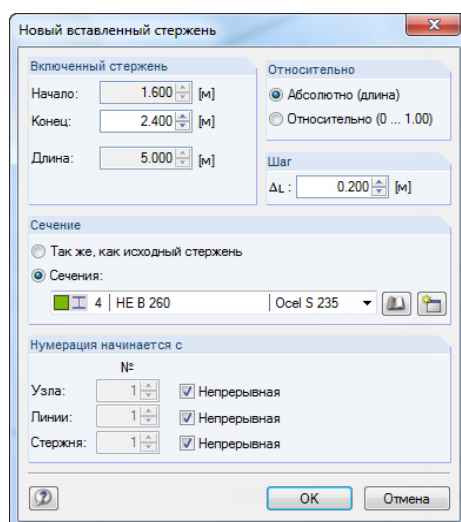 Новый вставленный стержень
Включенный стержень
Начало: 1.600 [м]
Конец: 2.400 [м]
Длина: 5.000 [м]
Относительно
Абсолютно (длина)
Относительно (0 ... 1.00)
Шаг
ΔL : 0.200 [м]
Сечение
Так же, как исходный стержень
Сечения:
4 | HE B 260 | Ocel S 235
Нумерация начинается с
№
Узла: 1 Непрерывная
Линии: 1 Непрерывная
Стержня: 1 Непрерывная
OK Отмена